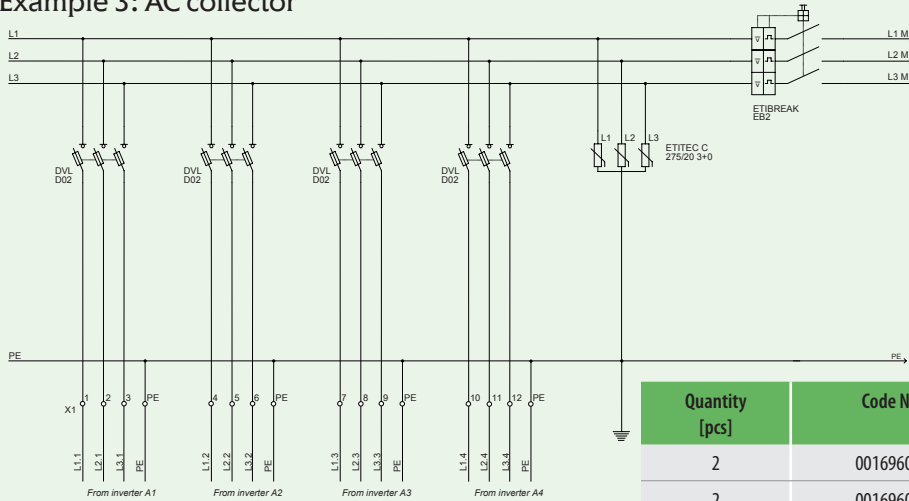 Example 3: AC collector
L1
L2
L3
L1 M
L2 M
L3 M
ETIBREAK
EB2
DVL
D02
DVL
D02
DVL
D02
DVL
D02
L1 L2 L3
ETITEC C
275/20 3+0
PE
PE
X1
1 2 3 PE
4 5 6 PE
7 8 9 PE
10 11 12 PE
L1.1 L2.1 L3.1 PE
L1.2 L2.2 L3.2 PE
L1.3 L2.3 L3.3 PE
L1.4 L2.4 L3.4 PE
From inverter A1
From inverter A2
From inverter A3
From inverter A4
Quantity
[pcs]
Code N
2 0016960
2